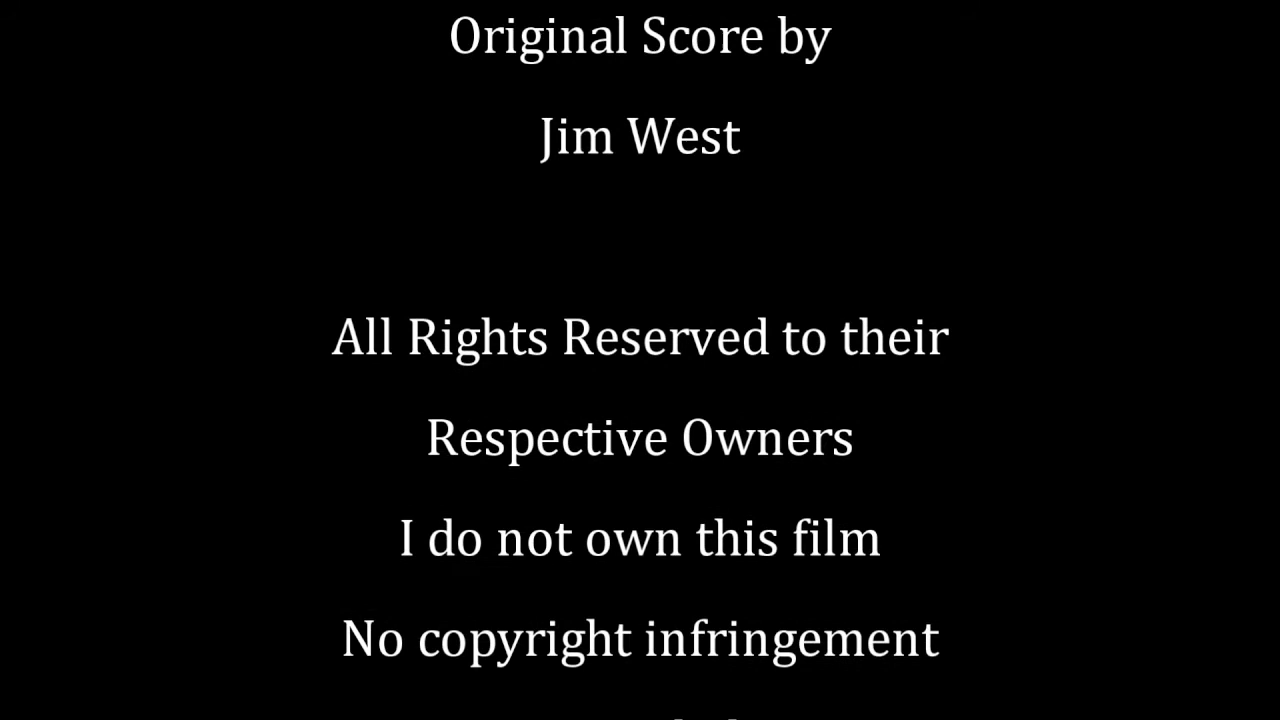 Original Score by
Jim West
All Rights Reserved to their
Respective Owners
I do not own this film
No copyright infringement